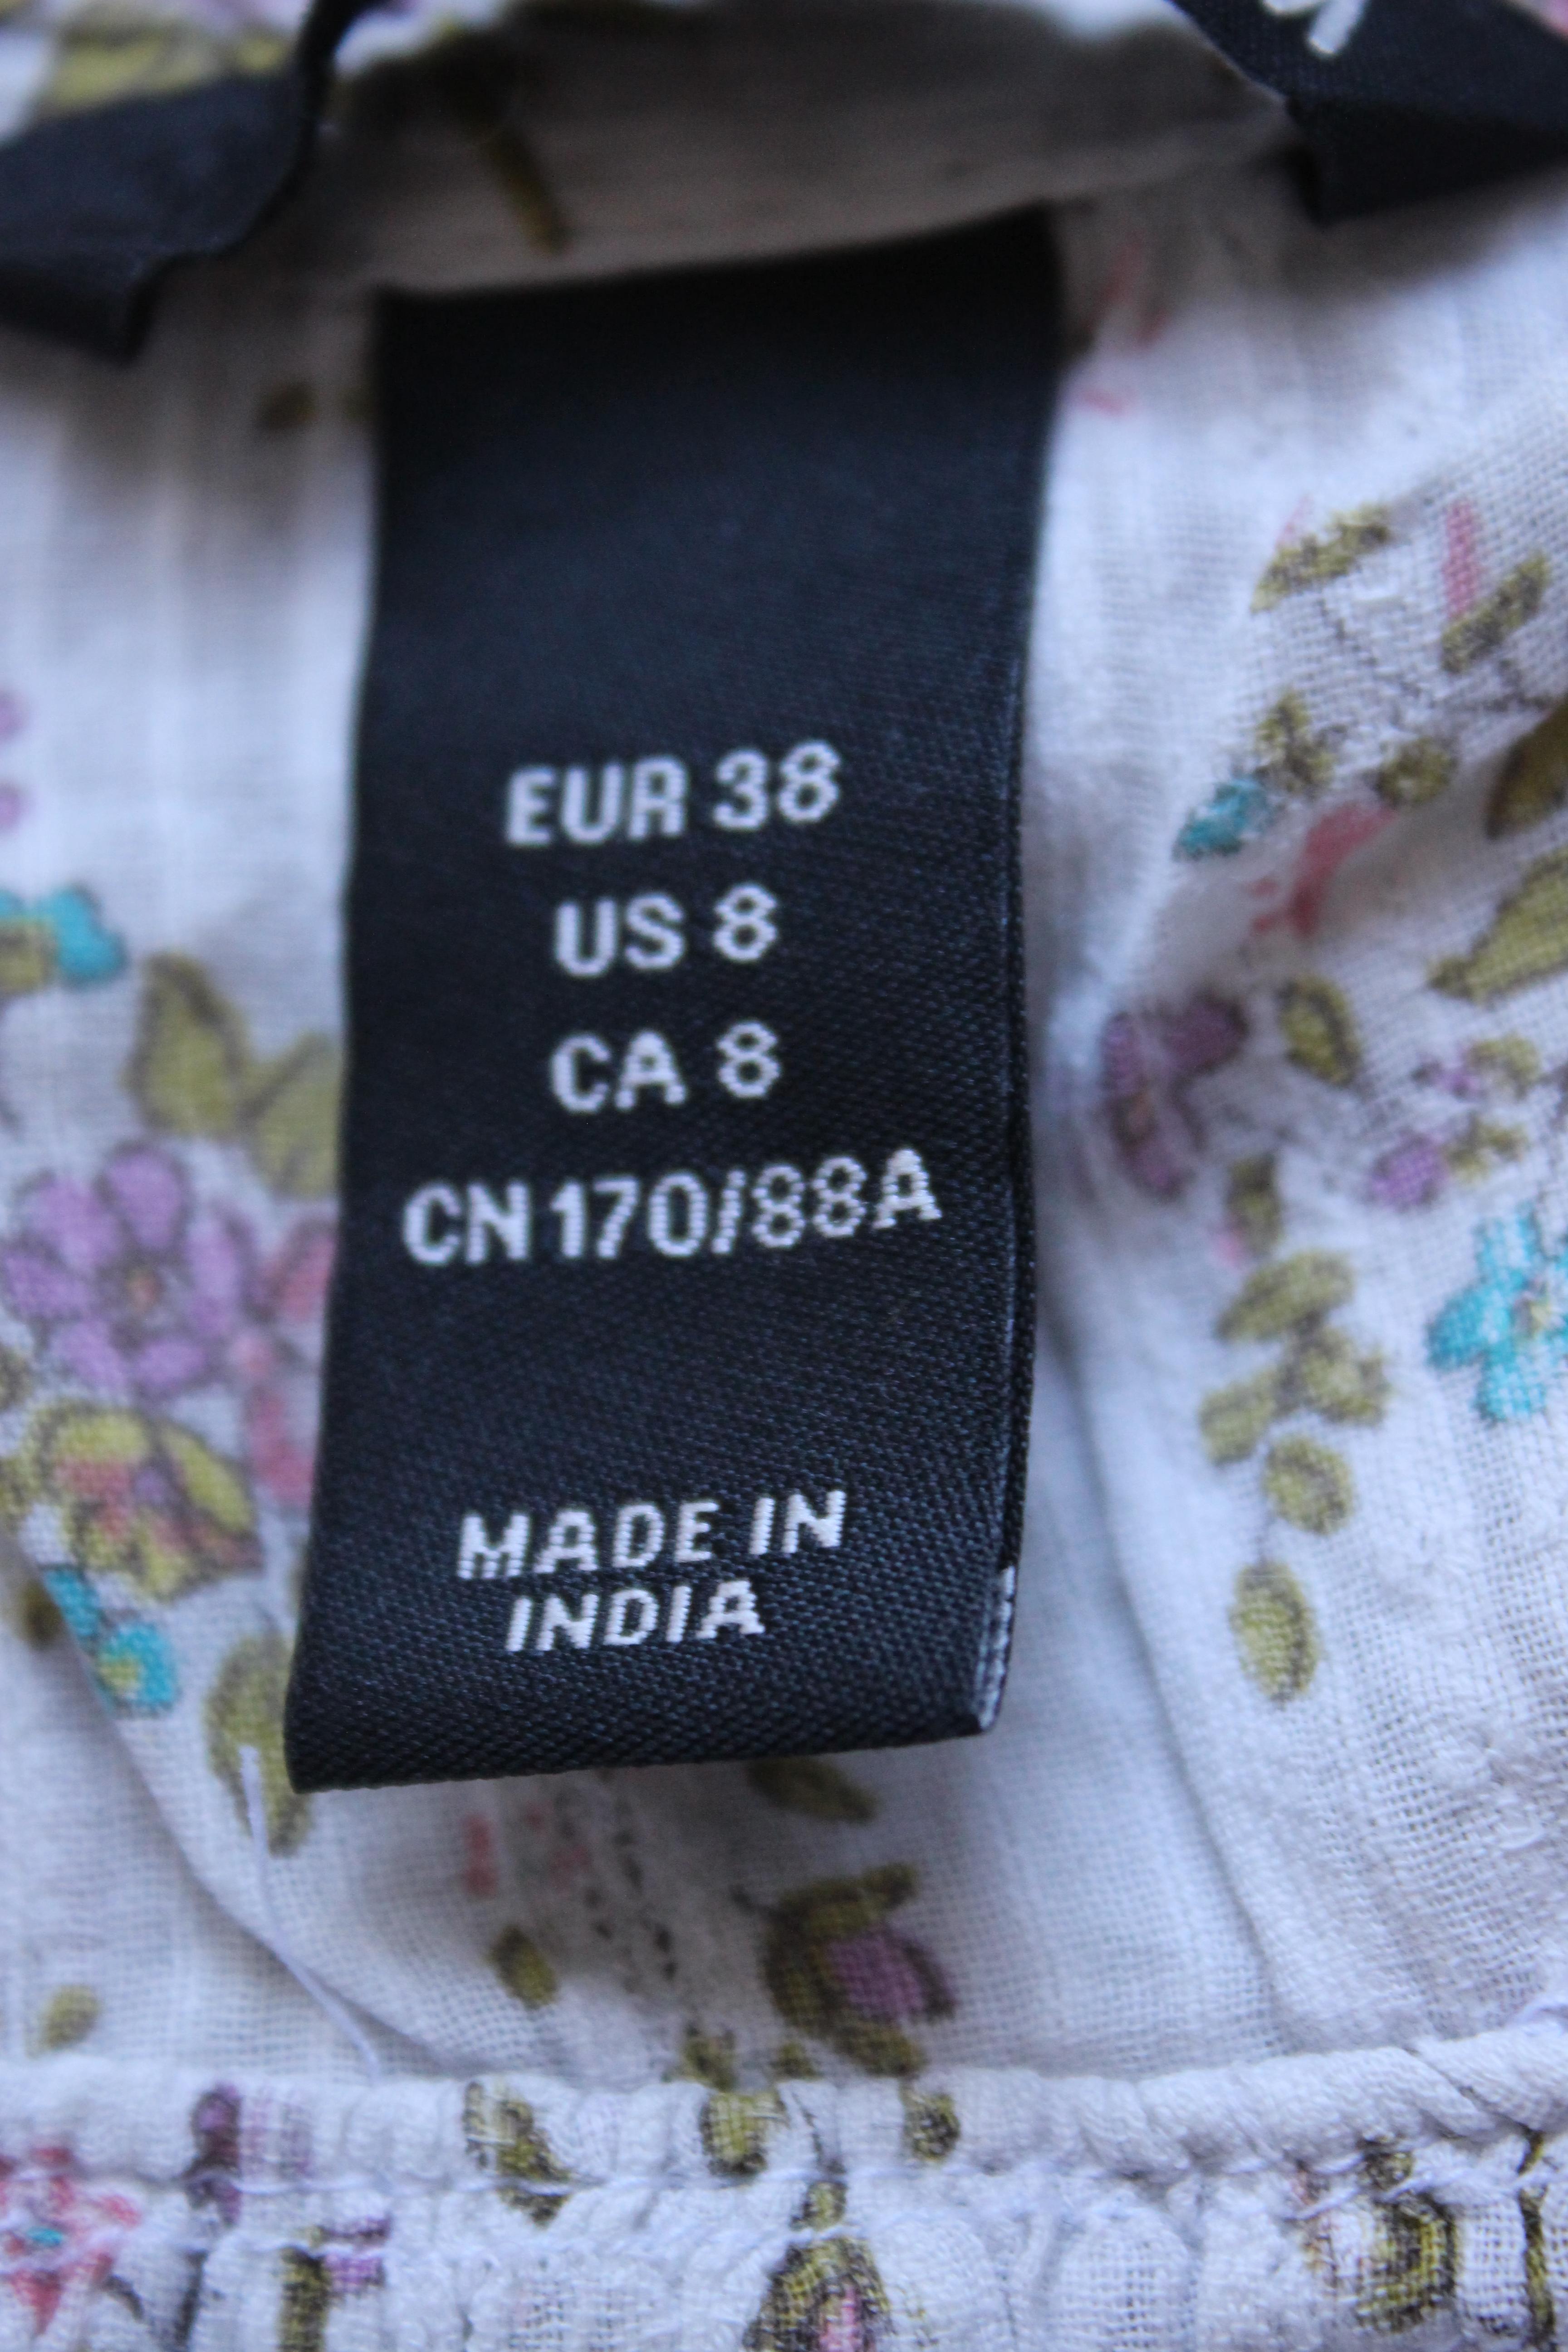 EUR 38
US 8
CA 8
CN 170/88A
MADE IN
INDIA